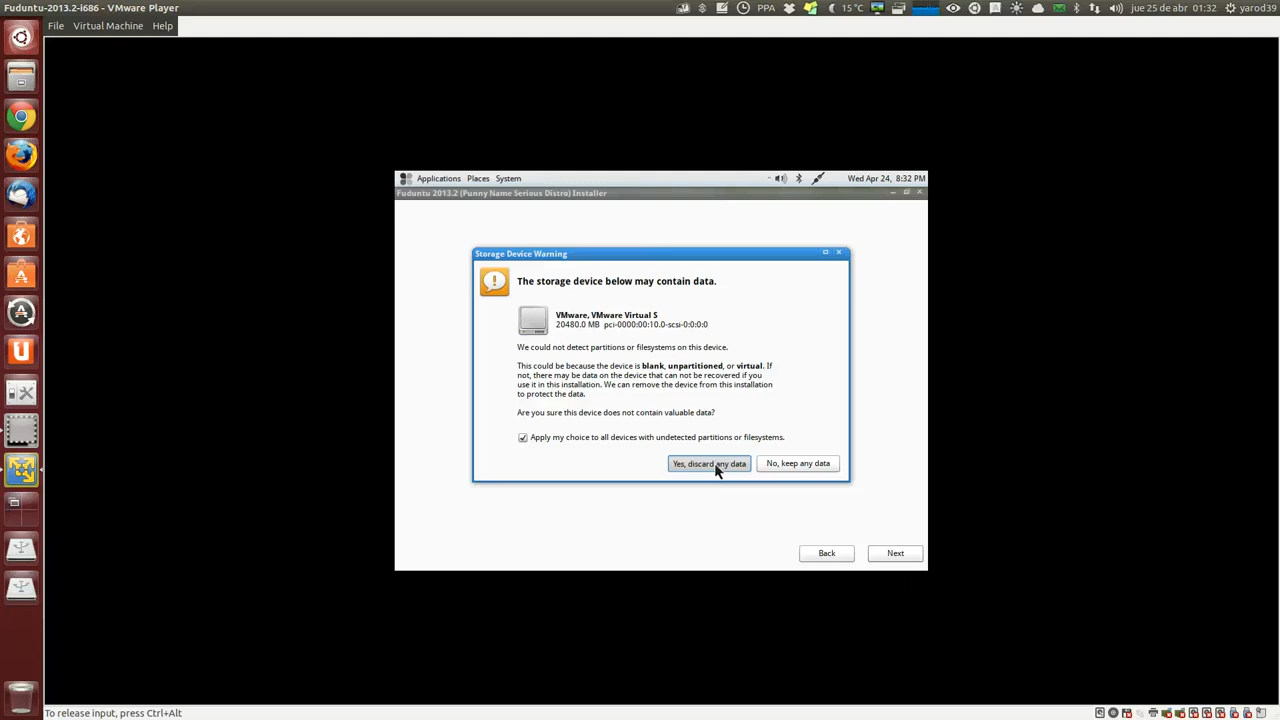 Fuduntu-2013.2-i686 - VMware Player
PPA
15°C
jue 25 de abr
01:32
yarod39
File Virtual Machine Help
Applications Places System
Wed Apr 24, 8:32 PM
Fuduntu 2013.2 (Punny Name Serious Distro) Installer
Storage Device Warning
The storage device below may contain data.
VMware, VMware Virtual S
20480.0 MB pci-0000:00:10.0-scsi-0:0:0:0
We could not detect partitions or filesystems on this device.
This could be because the device is blank, unpartitioned, or virtual. If
not, there may be data on the device that can not be recovered if you
use it in this installation. We can remove the device from this installation
to protect the data.
Are you sure this device does not contain valuable data?
Apply my choice to all devices with undetected partitions or filesystems.
Yes, discard any data
No, keep any data
Back
Next
To release input, press Ctrl+Alt